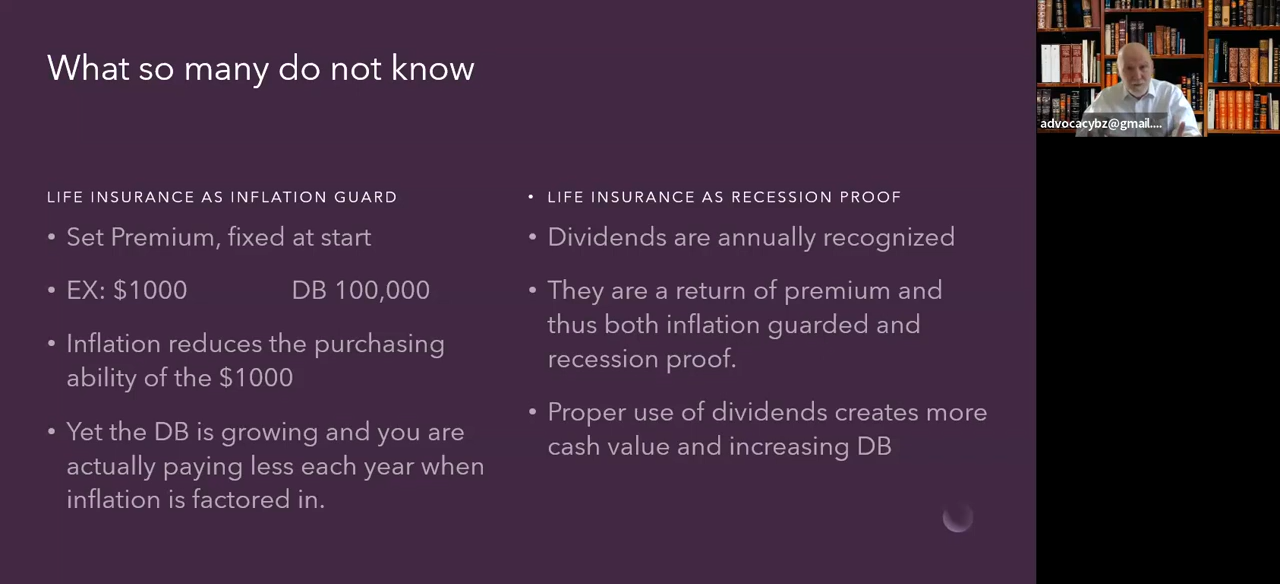 What so many do not know
LIFE INSURANCE AS INFLATION GUARD
• Set Premium, fixed at start
• EX: $1000 DB 100,000
• Inflation reduces the purchasing
ability of the $1000
• Yet the DB is growing and you are
actually paying less each year when
inflation is factored in.
• LIFE INSURANCE AS RECESSION PROOF
• Dividends are annually recognized
• They are a return of premium and
thus both inflation guarded and
recession proof.
• Proper use of dividends creates more
cash value and increasing DB
advocacybz@gmail....